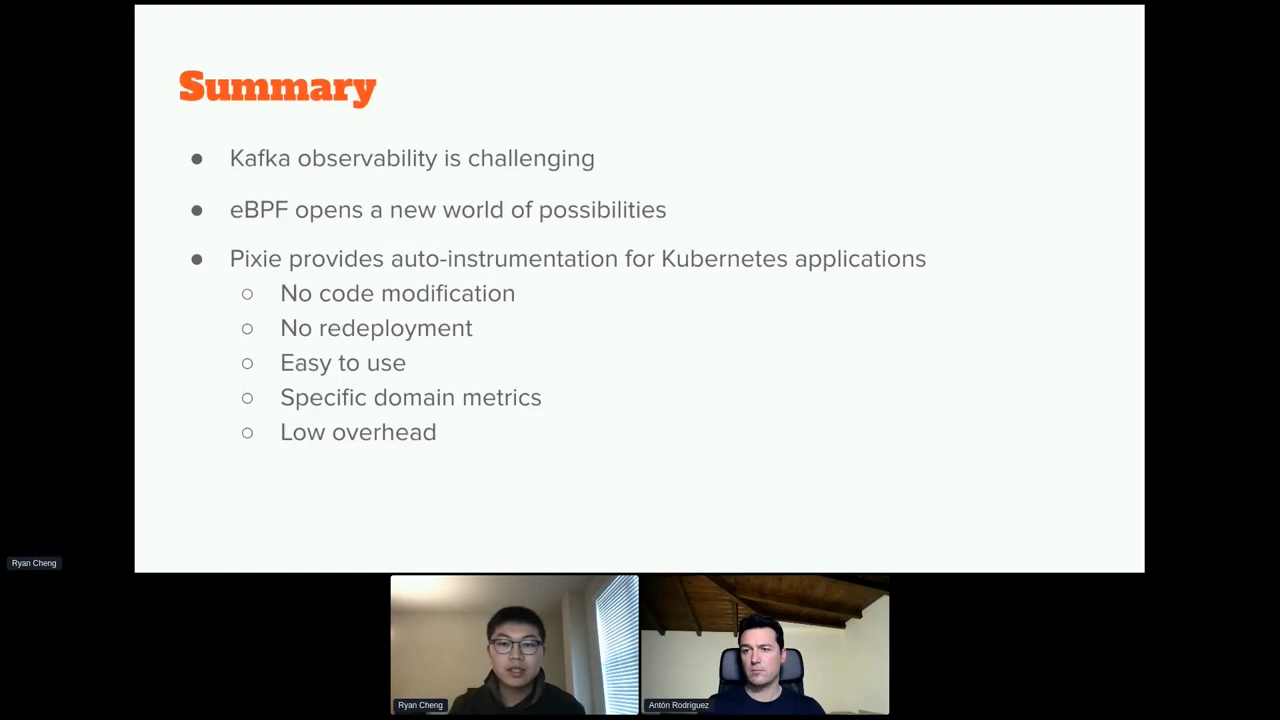 Summary
● Kafka observability is challenging
● eBPF opens a new world of possibilities
● Pixie provides auto-instrumentation for Kubernetes applications
○ No code modification
○ No redeployment
○ Easy to use
○ Specific domain metrics
○ Low overhead
Ryan Cheng
Ryan Cheng
Antón Rodríguez